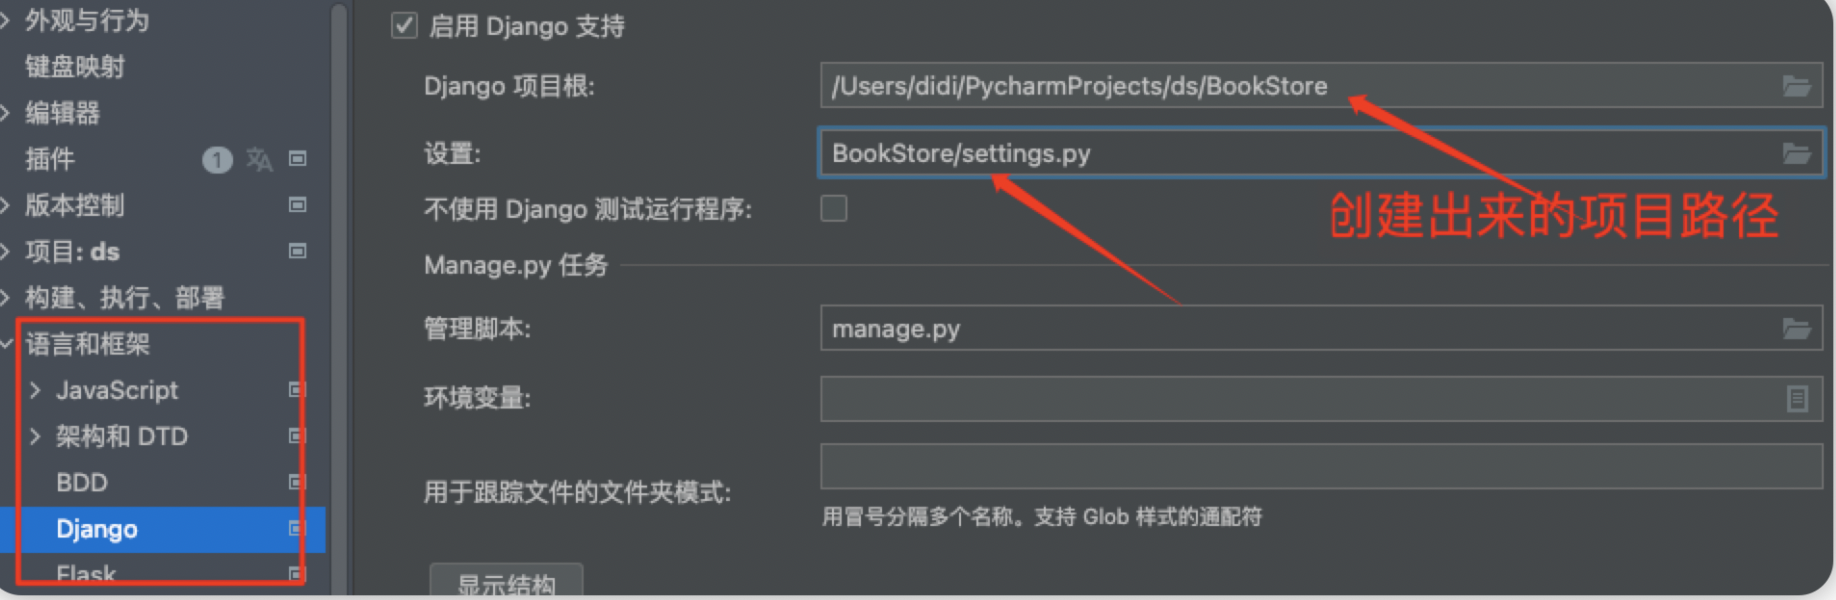 外观与行为
键盘映射
编辑器
插件 1
版本控制
项目: ds
构建、执行、部署
语言和框架
JavaScript
架构和 DTD
BDD
Django
Flask
启用 Django 支持
Django 项目根: /Users/didi/PycharmProjects/ds/BookStore
设置: BookStore/settings.py
不使用 Django 测试运行程序:
创建出来的项目路径
Manage.py 任务
管理脚本: manage.py
环境变量:
用于跟踪文件的文件夹模式:
用冒号分隔多个名称。支持 Glob 样式的通配符
显示结构